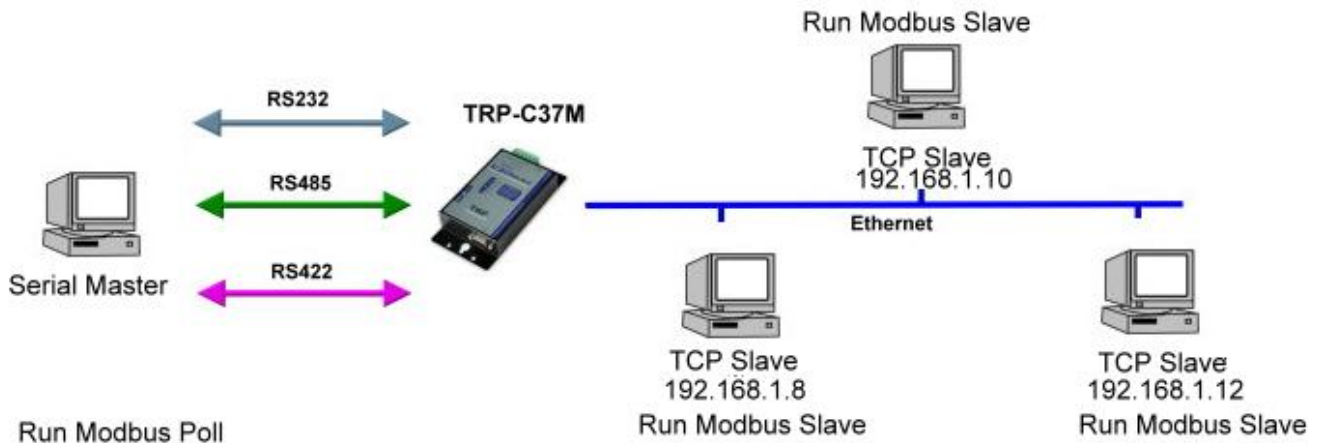 Run Modbus Slave
RS232
TRP-C37M
TCP Slave
192.168.1.10
RS485
Ethernet
RS422
Serial Master
TCP Slave
192.168.1.8
Run Modbus Slave
TCP Slave
192.168.1.12
Run Modbus Slave
Run Modbus Poll